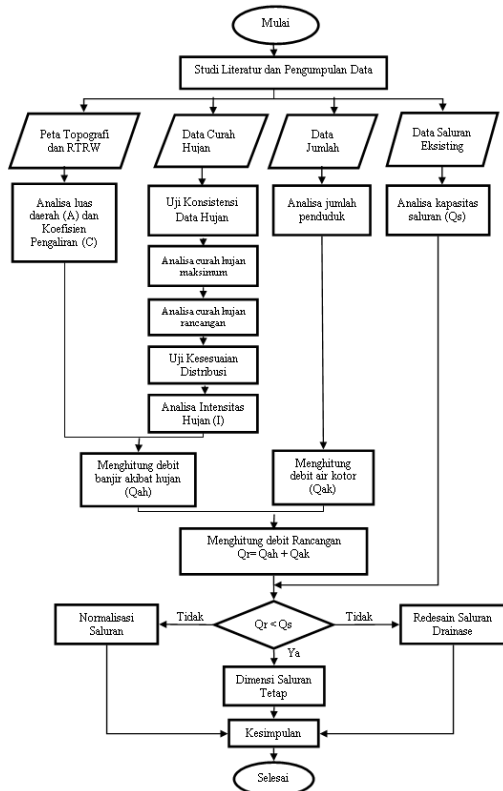 Mulai
Studi Literatur dan Pengumpulan Data
Peta Topografi
dan RTRW
Data Curah
Hujan
Data
Jumlah
Data Saluran
Eksisting
Analisa luas
daerah (A) dan
Koefisien
Pengaliran (C)
Uji Konsistensi
Data Hujan
Analisa jumlah
penduduk
Analisa kapasitas
saluran (Qs)
Analisa curah hujan
maksimum
Analisa curah hujan
rancangan
Uji Kesesuaian
Distribusi
Analisa Intensitas
Hujan (I)
Menghitung debit
banjir akibat hujan
(Qah)
Menghitung
debit air kotor
(Qak)
Menghitung debit Rancangan
Qr= Qah + Qak
Normalisasi
Saluran
Tidak
Qr < Qs
Tidak
Redesain Saluran
Drainase
Ya
Dimensi Saluran
Tetap
Kesimpulan
Selesai